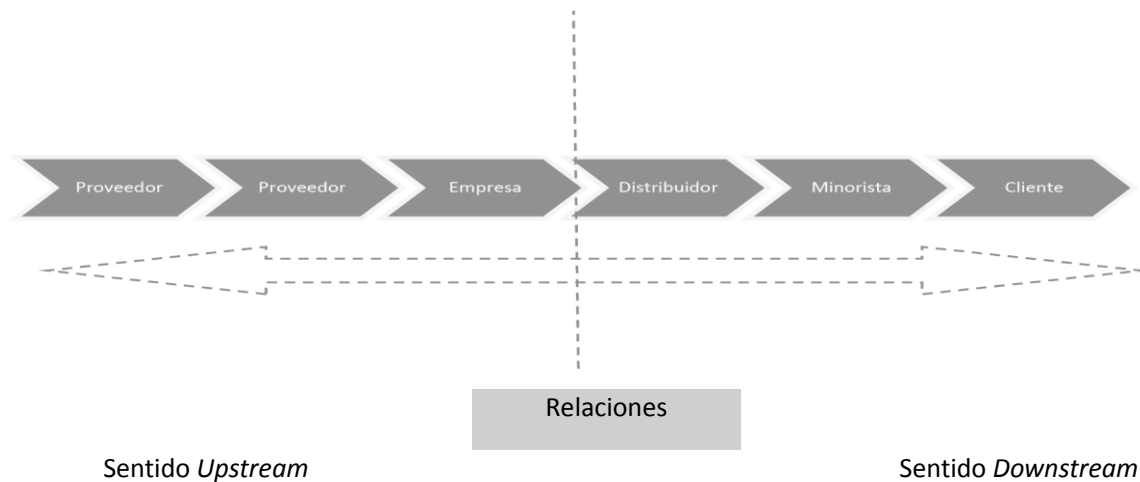 Proveedor Proveedor Empresa Distribuidor Minorista Cliente
Relaciones
Sentido Upstream Sentido Downstream